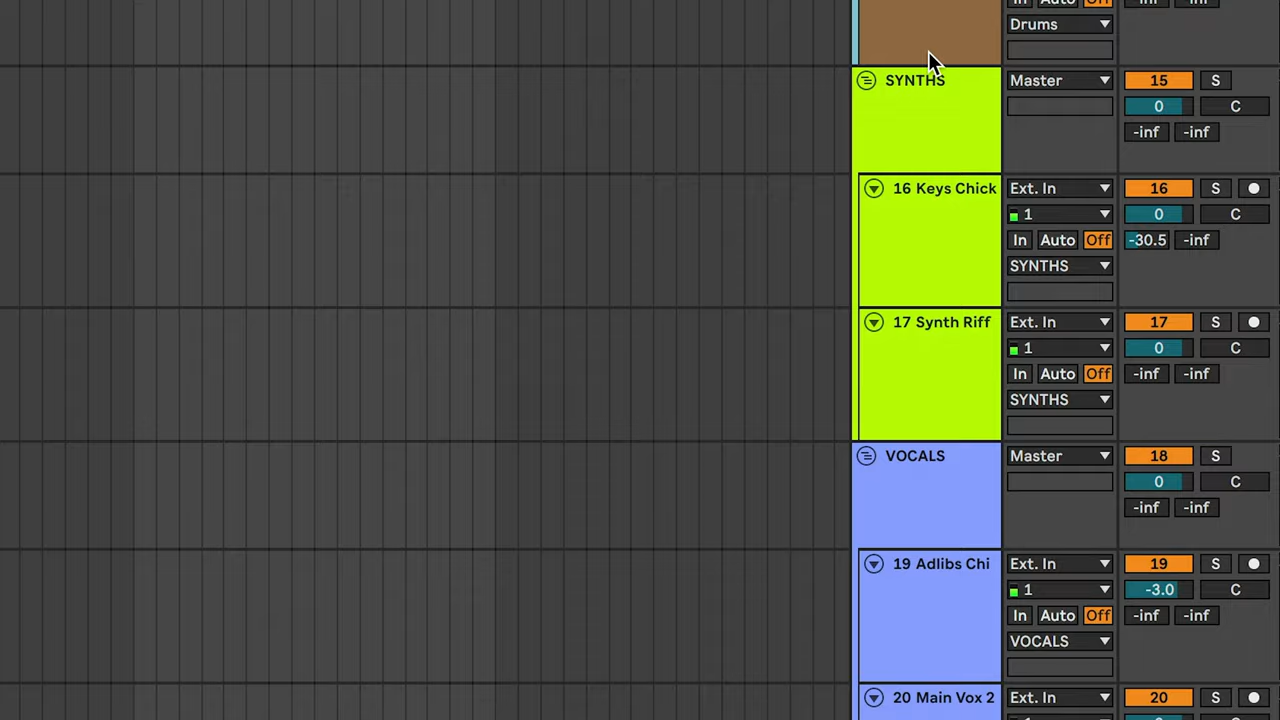 In Auto Off -inf -inf
Drums
SYNTHS Master 15 S
0 C
-inf -inf
16 Keys Chick Ext. In 16 S
1 0 C
In Auto Off -30.5 -inf
SYNTHS
17 Synth Riff Ext. In 17 S
1 0 C
In Auto Off -inf -inf
SYNTHS
VOCALS Master 18 S
0 C
-inf -inf
19 Adlibs Chi Ext. In 19 S
1 -3.0 C
In Auto Off -inf -inf
VOCALS
20 Main Vox 2 Ext. In 20 S